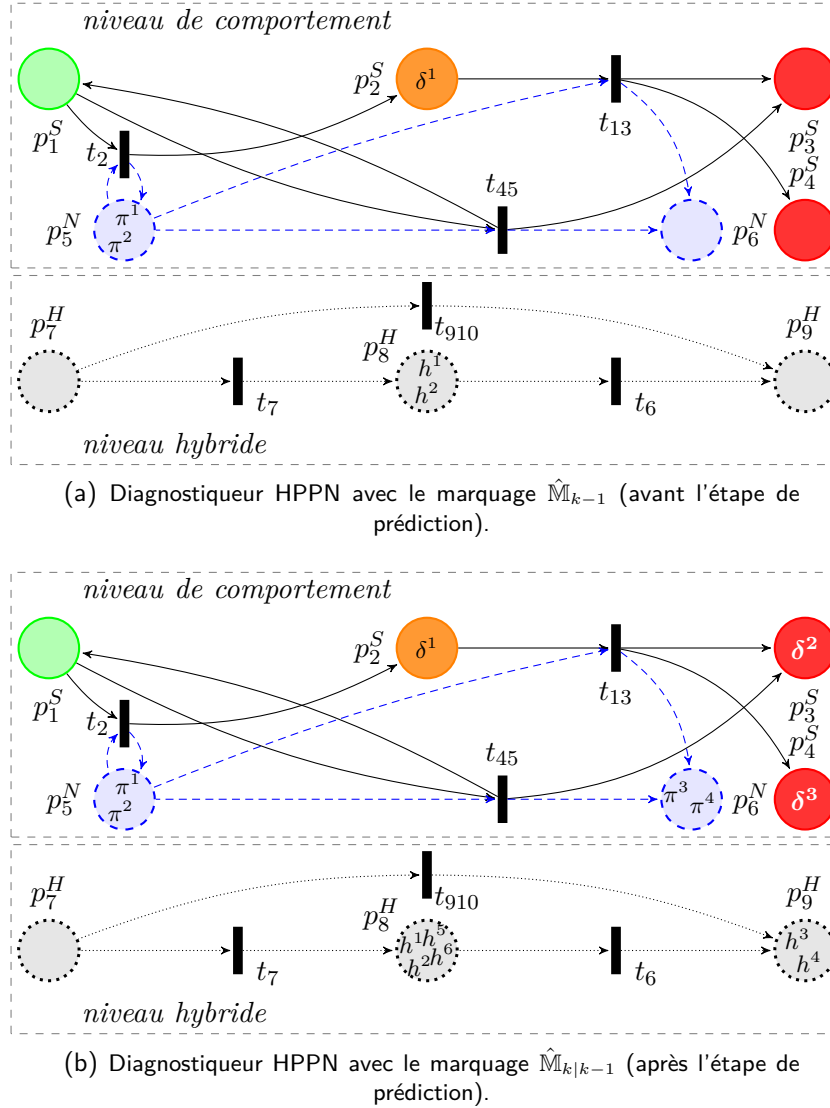 niveau de comportement
p_1^S
p_2^S
δ^1
t_2
t_13
p_3^S
p_4^S
t_45
p_5^N
π^1
π^2
p_6^N
p_7^H
t_910
p_9^H
p_8^H
h^1
h^2
t_7
t_6
niveau hybride
(a) Diagnostiqueur HPPN avec le marquage 𝕄̂_{k−1} (avant l'étape de
prédiction).
niveau de comportement
p_1^S
p_2^S
δ^1
δ^2
t_2
t_13
p_3^S
p_4^S
t_45
p_5^N
π^1
π^2
π^3 π^4
p_6^N
δ^3
p_7^H
t_910
p_9^H
p_8^H
h^1 h^5
h^2 h^6
h^3
h^4
t_7
t_6
niveau hybride
(b) Diagnostiqueur HPPN avec le marquage 𝕄̂_{k|k−1} (après l'étape de
prédiction).